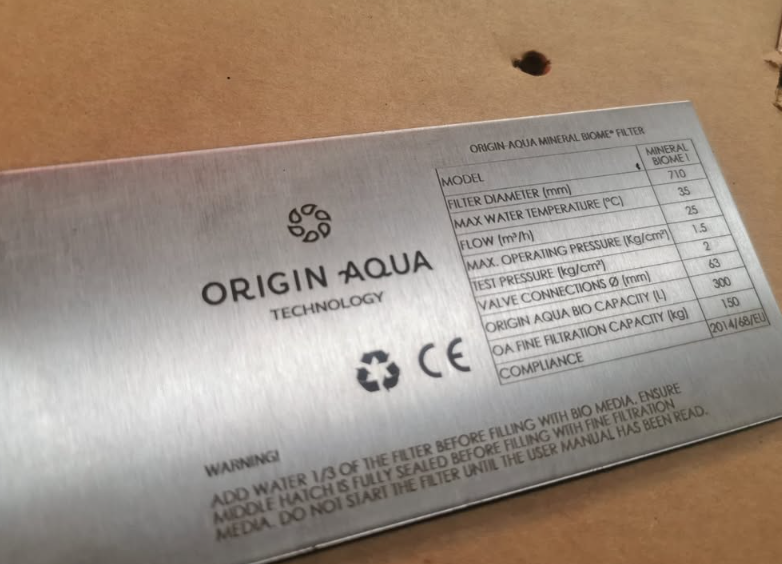 ORIGIN AQUA MINERAL BIOME® FILTER
MODEL MINERAL BIOME I
FILTER DIAMETER (mm) 710
MAX WATER TEMPERATURE (ºC) 35
FLOW (m³/h) 25
MAX. OPERATING PRESSURE (Kg/cm²) 1.5
TEST PRESSURE (kg/cm²) 2
VALVE CONNECTIONS Ø (mm) 63
ORIGIN AQUA BIO CAPACITY (L) 300
OA FINE FILTRATION CAPACITY (kg) 150
COMPLIANCE 2014/68/EU
ORIGIN AQUA
TECHNOLOGY
CE
WARNING!
ADD WATER 1/3 OF THE FILTER BEFORE FILLING WITH BIO MEDIA. ENSURE
MIDDLE HATCH IS FULLY SEALED BEFORE FILLING WITH FINE FILTRATION
MEDIA. DO NOT START THE FILTER UNTIL THE USER MANUAL HAS BEEN READ.